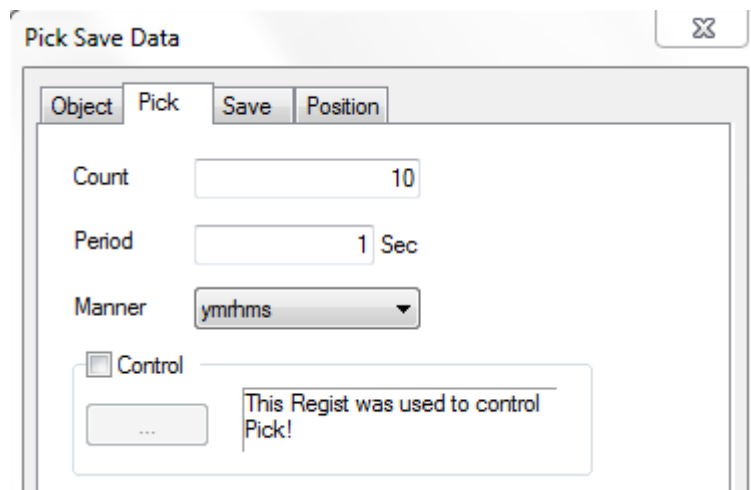 Pick Save Data
Object Pick Save Position
Count 10
Period 1 Sec
Manner ymrhms
Control
... This Regist was used to control
Pick!